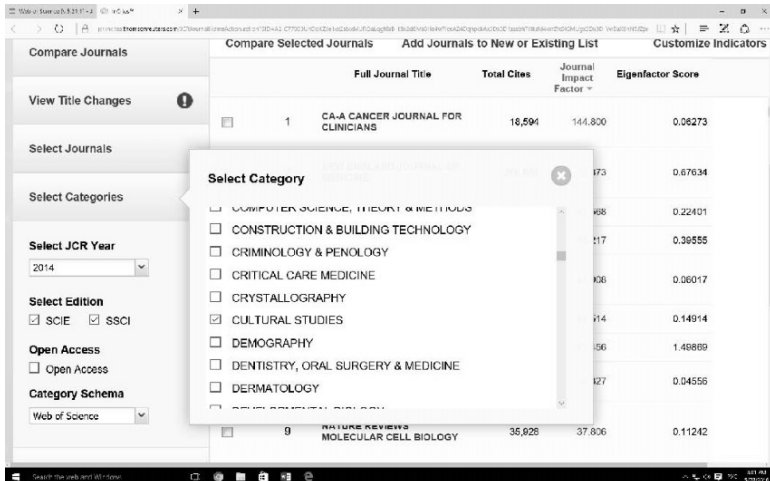 Compare Journals
View Title Changes
Select Journals
Select Categories
Select JCR Year
2014
Select Edition
SCIE SSCI
Open Access
Open Access
Category Schema
Web of Science
Compare Selected Journals Add Journals to New or Existing List Customize Indicators
Full Journal Title Total Cites Journal Impact Factor Eigenfactor Score
1 CA-A CANCER JOURNAL FOR CLINICIANS 18,594 144.800 0.06273
0.67634
0.22401
0.39555
0.06017
0.14914
1.49869
0.04556
Select Category
COMPUTER SCIENCE, THEORY & METHODS
CONSTRUCTION & BUILDING TECHNOLOGY
CRIMINOLOGY & PENOLOGY
CRITICAL CARE MEDICINE
CRYSTALLOGRAPHY
CULTURAL STUDIES
DEMOGRAPHY
DENTISTRY, ORAL SURGERY & MEDICINE
DERMATOLOGY
DEVELOPMENTAL BIOLOGY
9 NATURE REVIEWS MOLECULAR CELL BIOLOGY 35,928 37.806 0.11242
Search the web and Windows